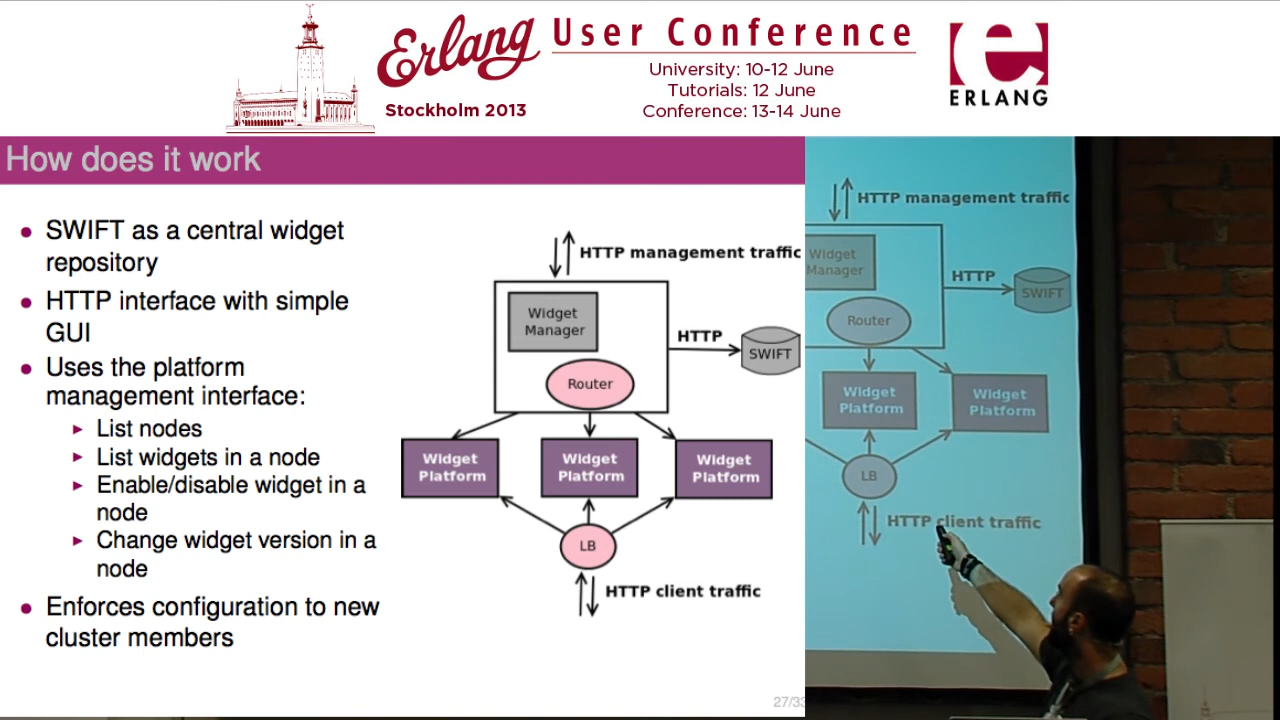 Erlang User Conference
Stockholm 2013
University: 10-12 June
Tutorials: 12 June
Conference: 13-14 June
e
ERLANG
How does it work
SWIFT as a central widget
repository
HTTP interface with simple
GUI
Uses the platform
management interface:
List nodes
List widgets in a node
Enable/disable widget in a
node
Change widget version in a
node
Enforces configuration to new
cluster members
HTTP management traffic
Widget
Manager
HTTP
SWIFT
Router
Widget
Platform
Widget
Platform
Widget
Platform
LB
HTTP client traffic
27/33
HTTP management traffic
Widget
Manager
HTTP
SWIFT
Router
Widget
Platform
Widget
Platform
LB
HTTP client traffic